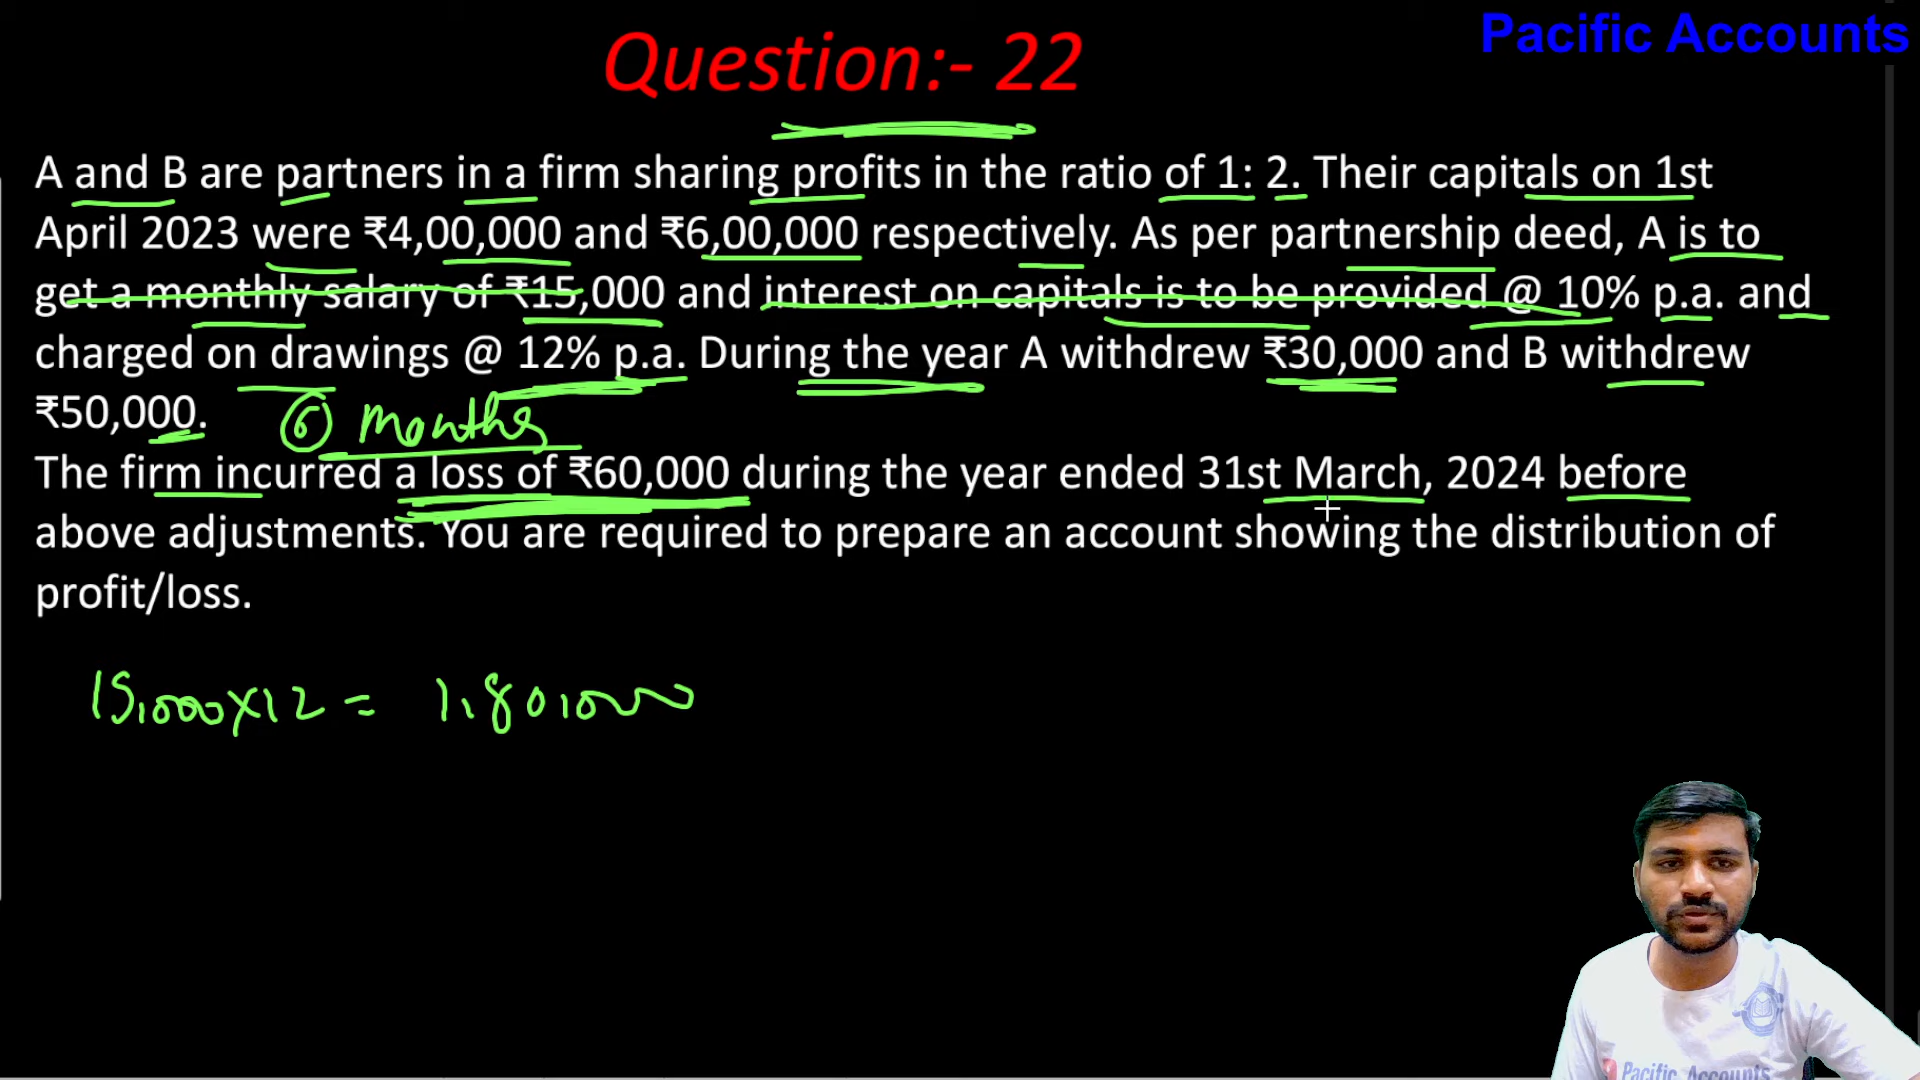 Pacific Accounts
Question:- 22
A and B are partners in a firm sharing profits in the ratio of 1: 2. Their capitals on 1st
April 2023 were ₹4,00,000 and ₹6,00,000 respectively. As per partnership deed, A is to
get a monthly salary of ₹15,000 and interest on capitals is to be provided @ 10% p.a. and
charged on drawings @ 12% p.a. During the year A withdrew ₹30,000 and B withdrew
₹50,000.
6 months
The firm incurred a loss of ₹60,000 during the year ended 31st March, 2024 before
above adjustments. You are required to prepare an account showing the distribution of
profit/loss.
15,000×12 = 1,80,000
Pacific Accounts